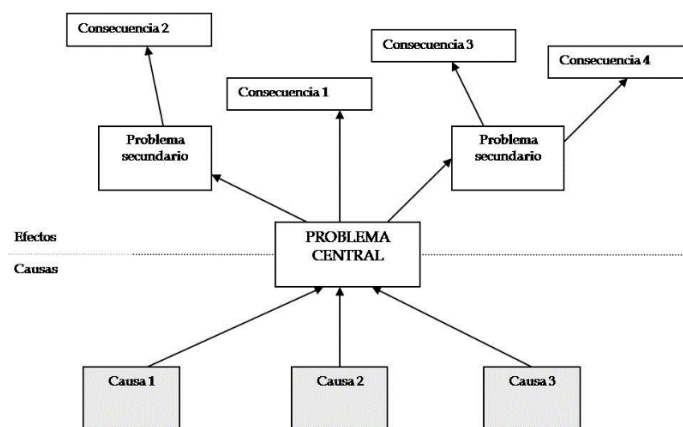 Consecuencia 2
Consecuencia 3
Consecuencia 4
Consecuencia 1
Problema
secundario
Problema
secundario
Efectos
PROBLEMA
CENTRAL
Causas
Causa 1
Causa 2
Causa 3